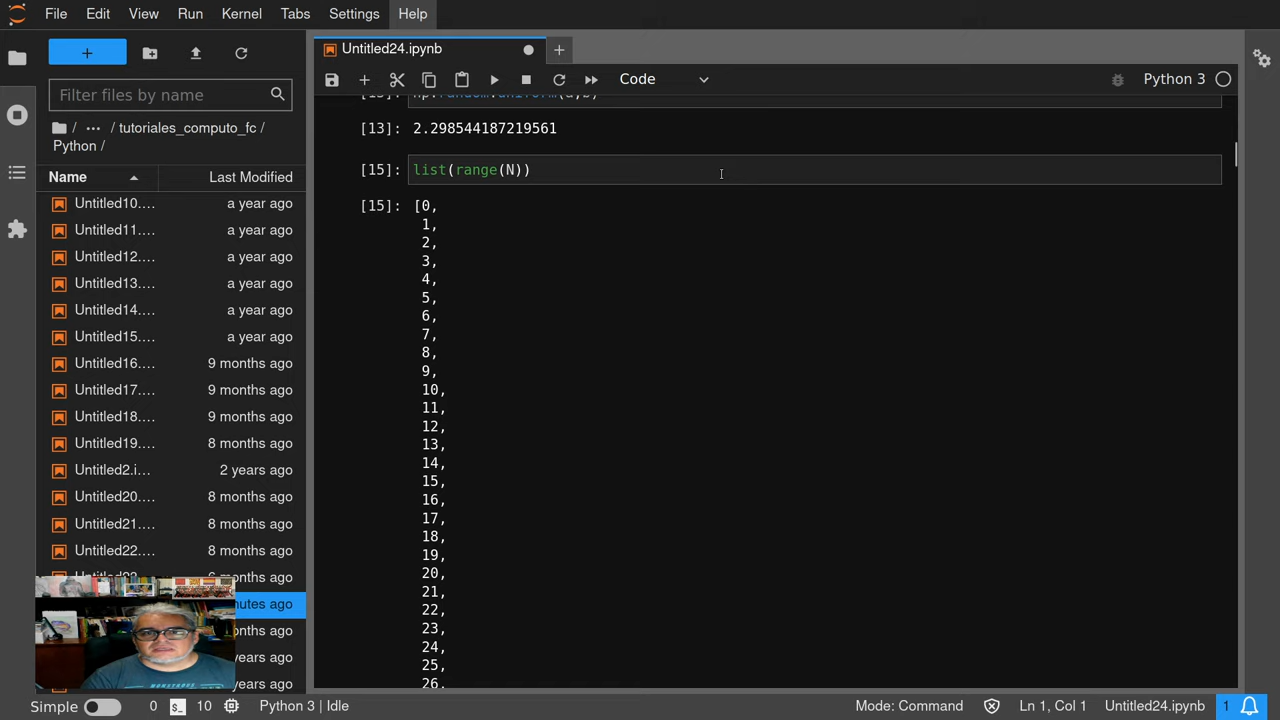 File Edit View Run Kernel Tabs Settings Help
Untitled24.ipynb
Code
Python 3
Filter files by name
/ ... / tutoriales_computo_fc /
Python /
Name Last Modified
Untitled10.... a year ago
Untitled11.... a year ago
Untitled12.... a year ago
Untitled13.... a year ago
Untitled14.... a year ago
Untitled15.... a year ago
Untitled16.... 9 months ago
Untitled17.... 9 months ago
Untitled18.... 9 months ago
Untitled19.... 8 months ago
Untitled2.i... 2 years ago
Untitled20.... 8 months ago
Untitled21.... 8 months ago
Untitled22.... 8 months ago
months ago
ago
ago
ago
ago
[13]: 2.298544187219561
[15]: list(range(N))
[15]: [0,
1,
2,
3,
4,
5,
6,
7,
8,
9,
10,
11,
12,
13,
14,
15,
16,
17,
18,
19,
20,
21,
22,
23,
24,
25,
26,
Simple 0 10 Python 3 | Idle Mode: Command Ln 1, Col 1 Untitled24.ipynb 1